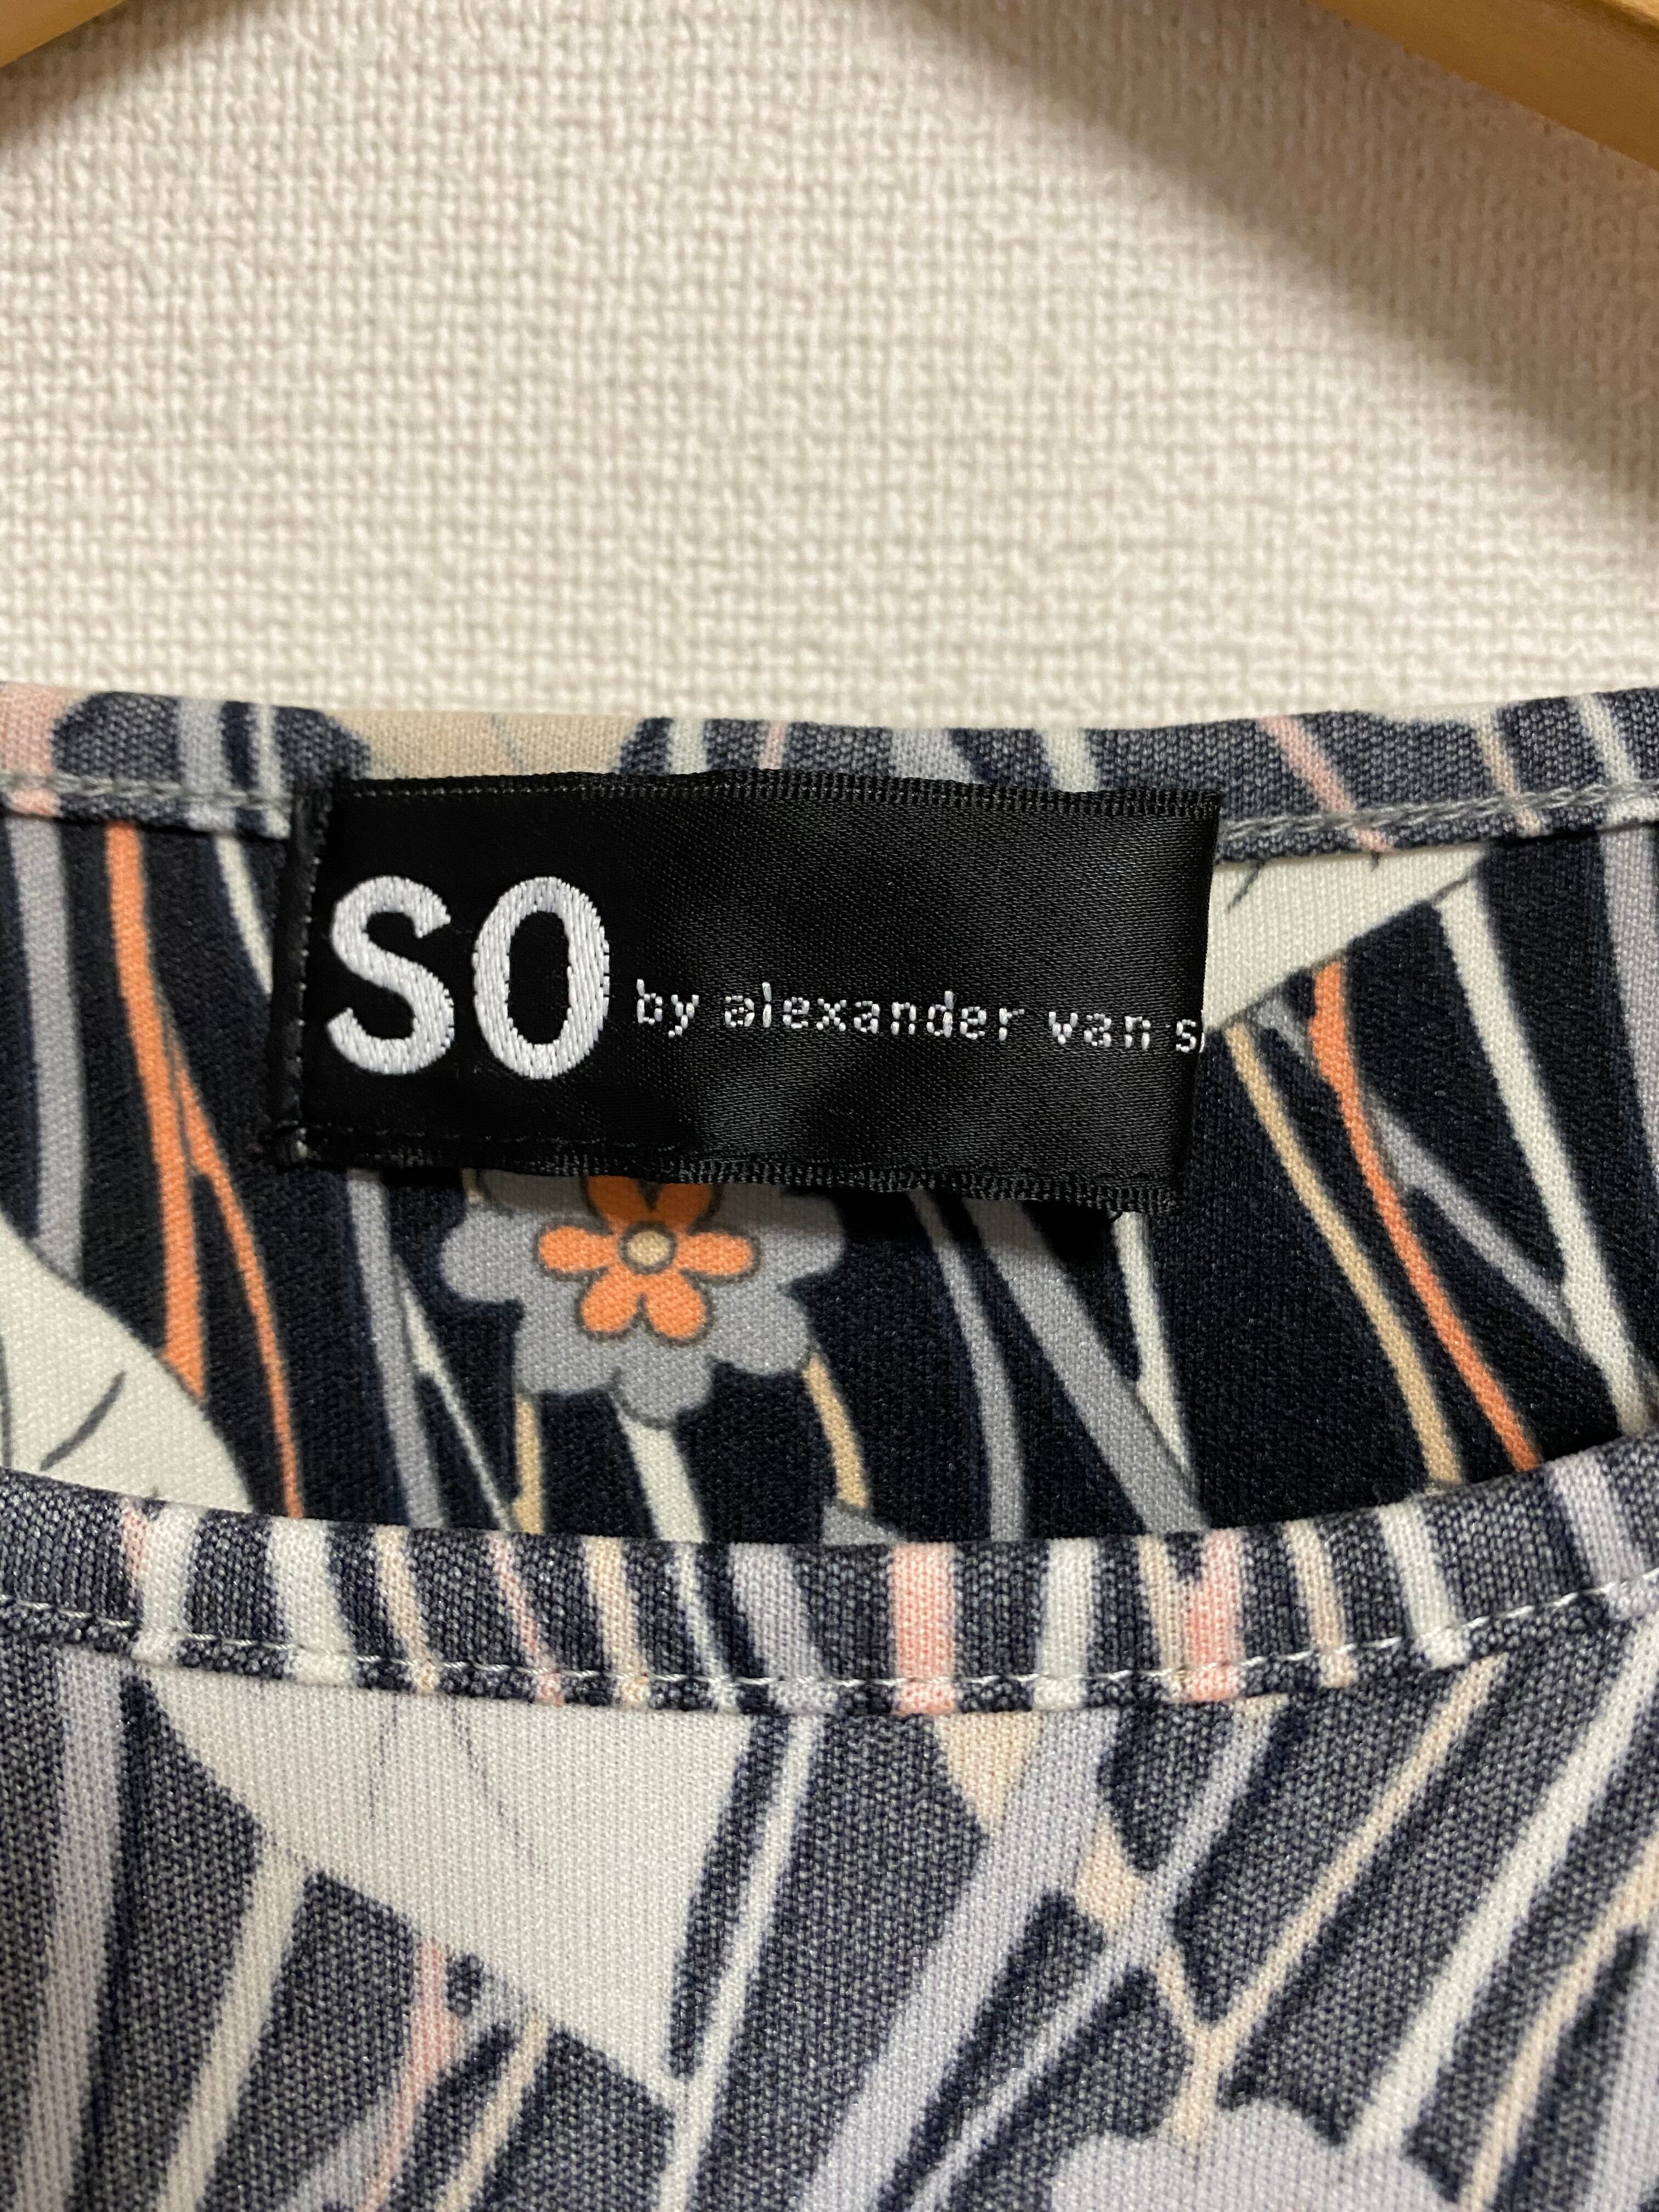 SO by alexander van s